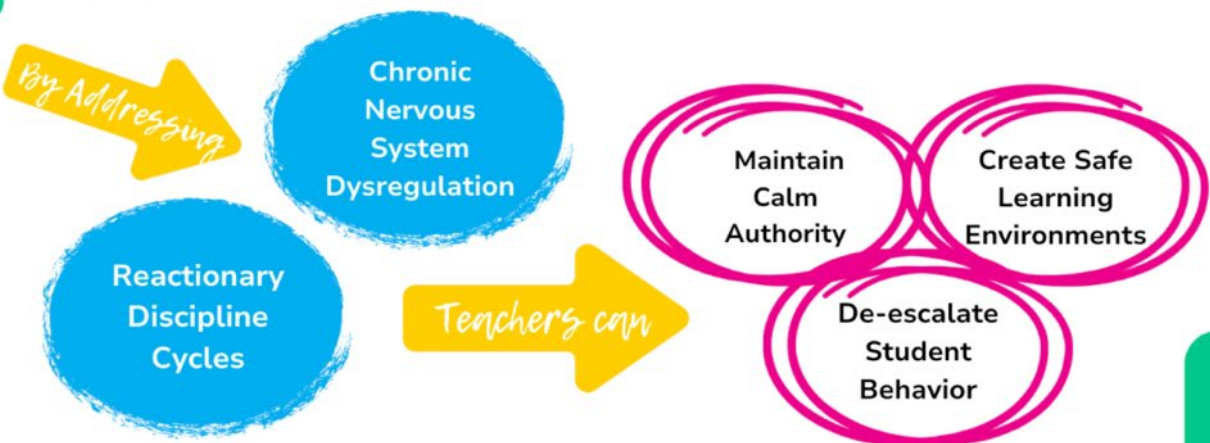 By Addressing
Chronic
Nervous
System
Dysregulation
Reactionary
Discipline
Cycles
Teachers can
Maintain
Calm
Authority
Create Safe
Learning
Environments
De-escalate
Student
Behavior